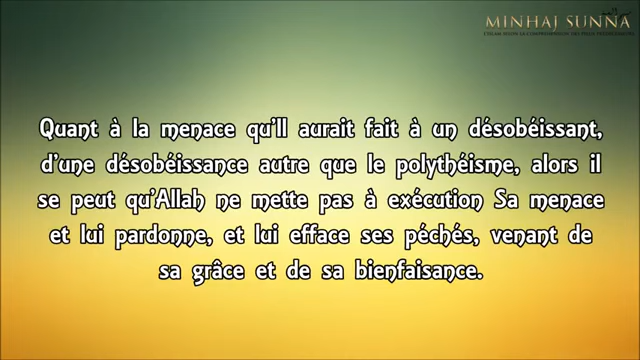 MINHAJ SUNNA
Quant à la menace qu'Il aurait fait à un désobéissant,
d'une désobéissance autre que le polythéisme, alors il
se peut qu'Allah ne mette pas à exécution Sa menace
et lui pardonne, et lui efface ses péchés, venant de
sa grâce et de sa bienfaisance.